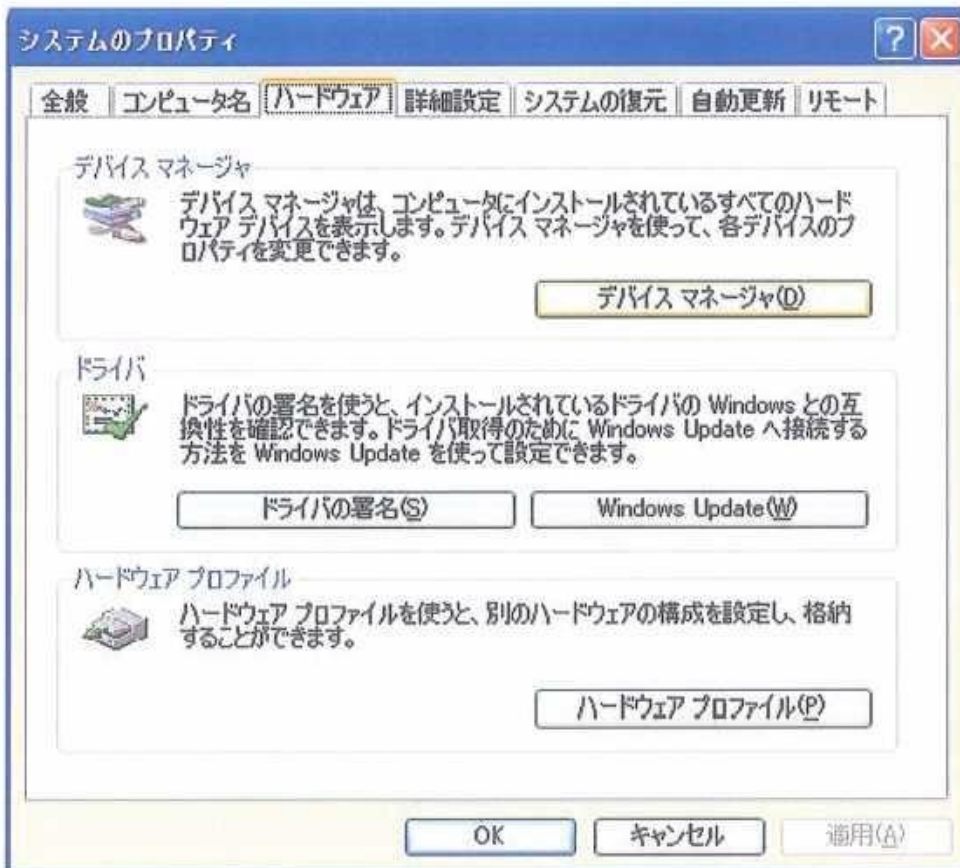 システムのプロパティ
全般
コンピュータ名
ハードウェア
詳細設定
システムの復元
自動更新
リモート
デバイス マネージャ
デバイス マネージャは、コンピュータにインストールされているすべてのハード
ウェア デバイスを表示します。デバイス マネージャを使って、各デバイスのプ
ロパティを変更できます。
デバイス マネージャ(D)
ドライバ
ドライバの署名を使うと、インストールされているドライバの Windows との互
換性を確認できます。ドライバ取得のために Windows Update へ接続する
方法を Windows Update を使って設定できます。
ドライバの署名(S)
Windows Update(W)
ハードウェア プロファイル
ハードウェア プロファイルを使うと、別のハードウェアの構成を設定し、格納
することができます。
ハードウェア プロファイル(P)
OK
キャンセル
適用(A)